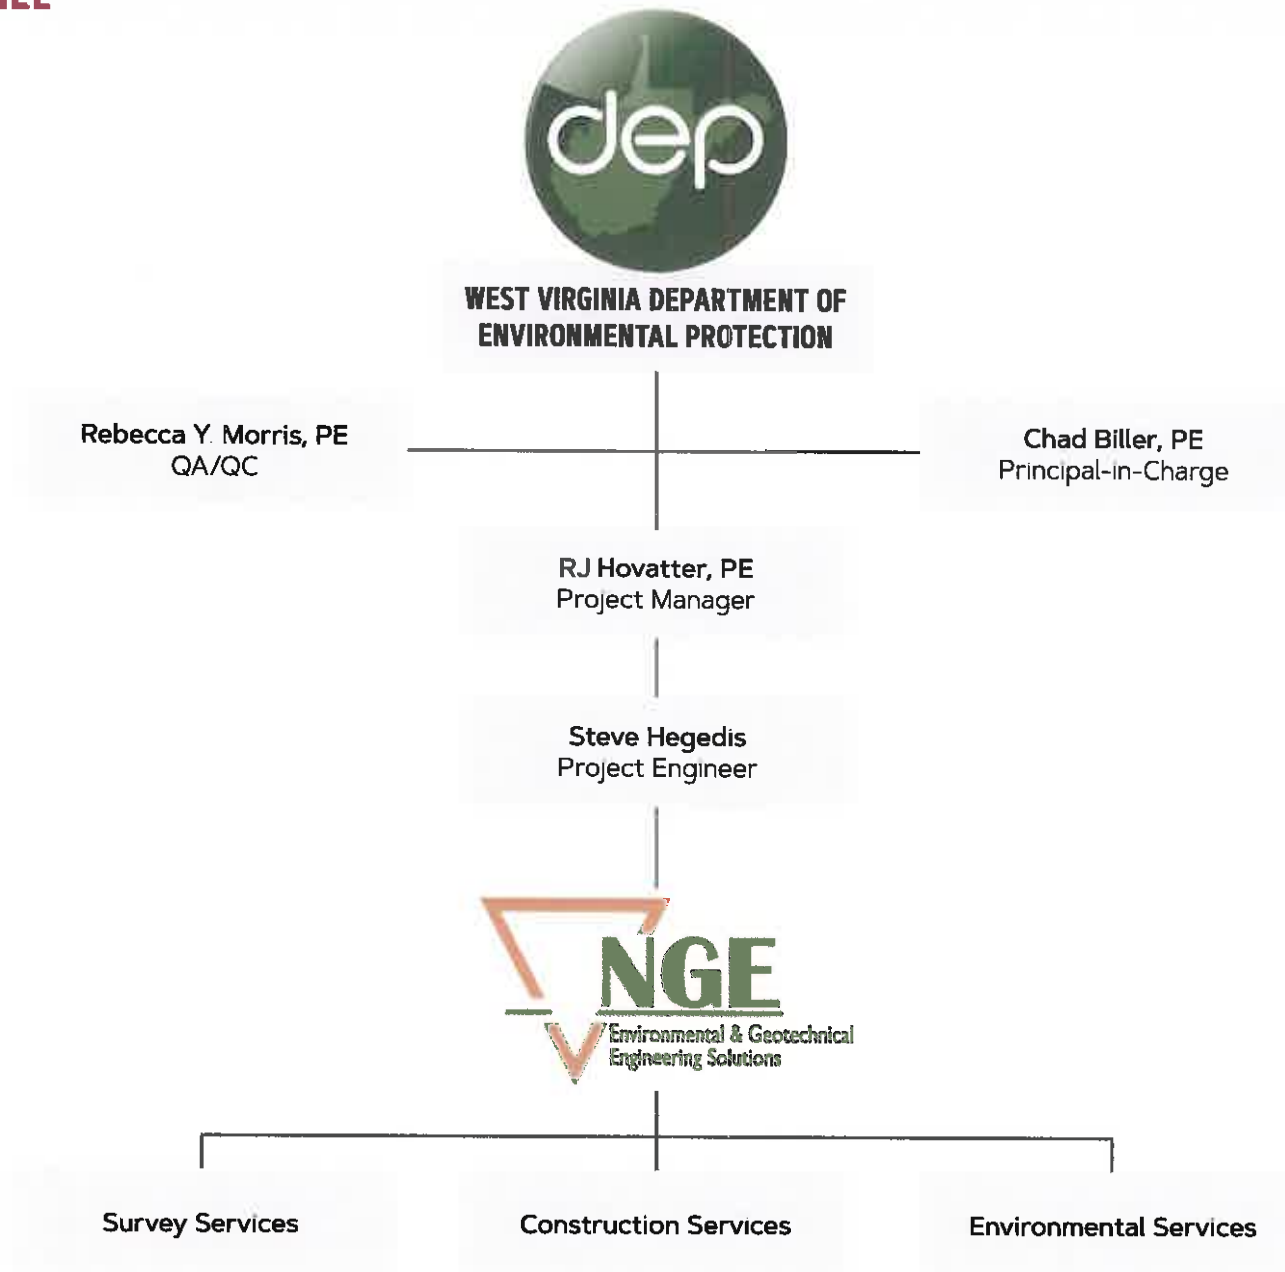 dep
WEST VIRGINIA DEPARTMENT OF
ENVIRONMENTAL PROTECTION
Rebecca Y. Morris, PE
QA/QC
Chad Biller, PE
Principal-in-Charge
RJ Hovatter, PE
Project Manager
Steve Hegedis
Project Engineer
NGE
Environmental & Geotechnical
Engineering Solutions
Survey Services
Construction Services
Environmental Services